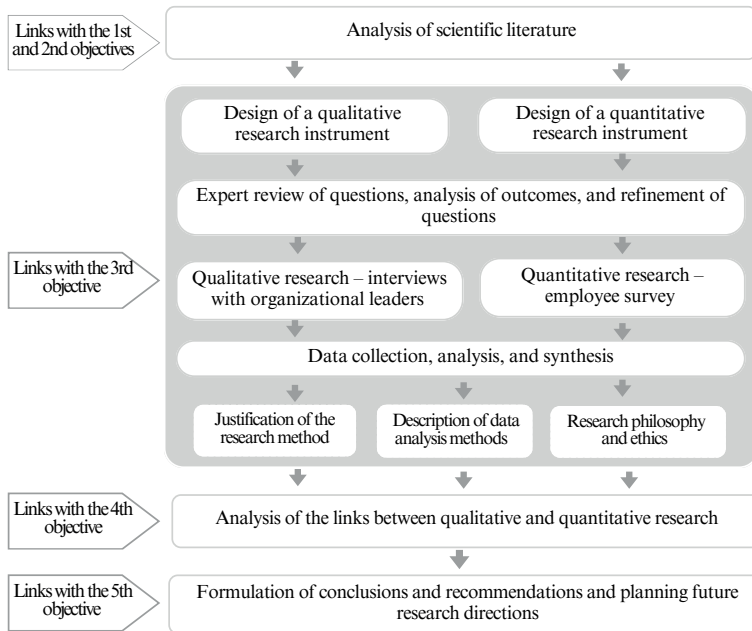 Links with the 1st
and 2nd objectives
Analysis of scientific literature
Design of a qualitative
research instrument
Design of a quantitative
research instrument
Expert review of questions, analysis of outcomes, and refinement of
questions
Links with the 3rd
objective
Qualitative research – interviews
with organizational leaders
Quantitative research –
employee survey
Data collection, analysis, and synthesis
Justification of the
research method
Description of data
analysis methods
Research philosophy
and ethics
Links with the 4th
objective
Analysis of the links between qualitative and quantitative research
Links with the 5th
objective
Formulation of conclusions and recommendations and planning future
research directions